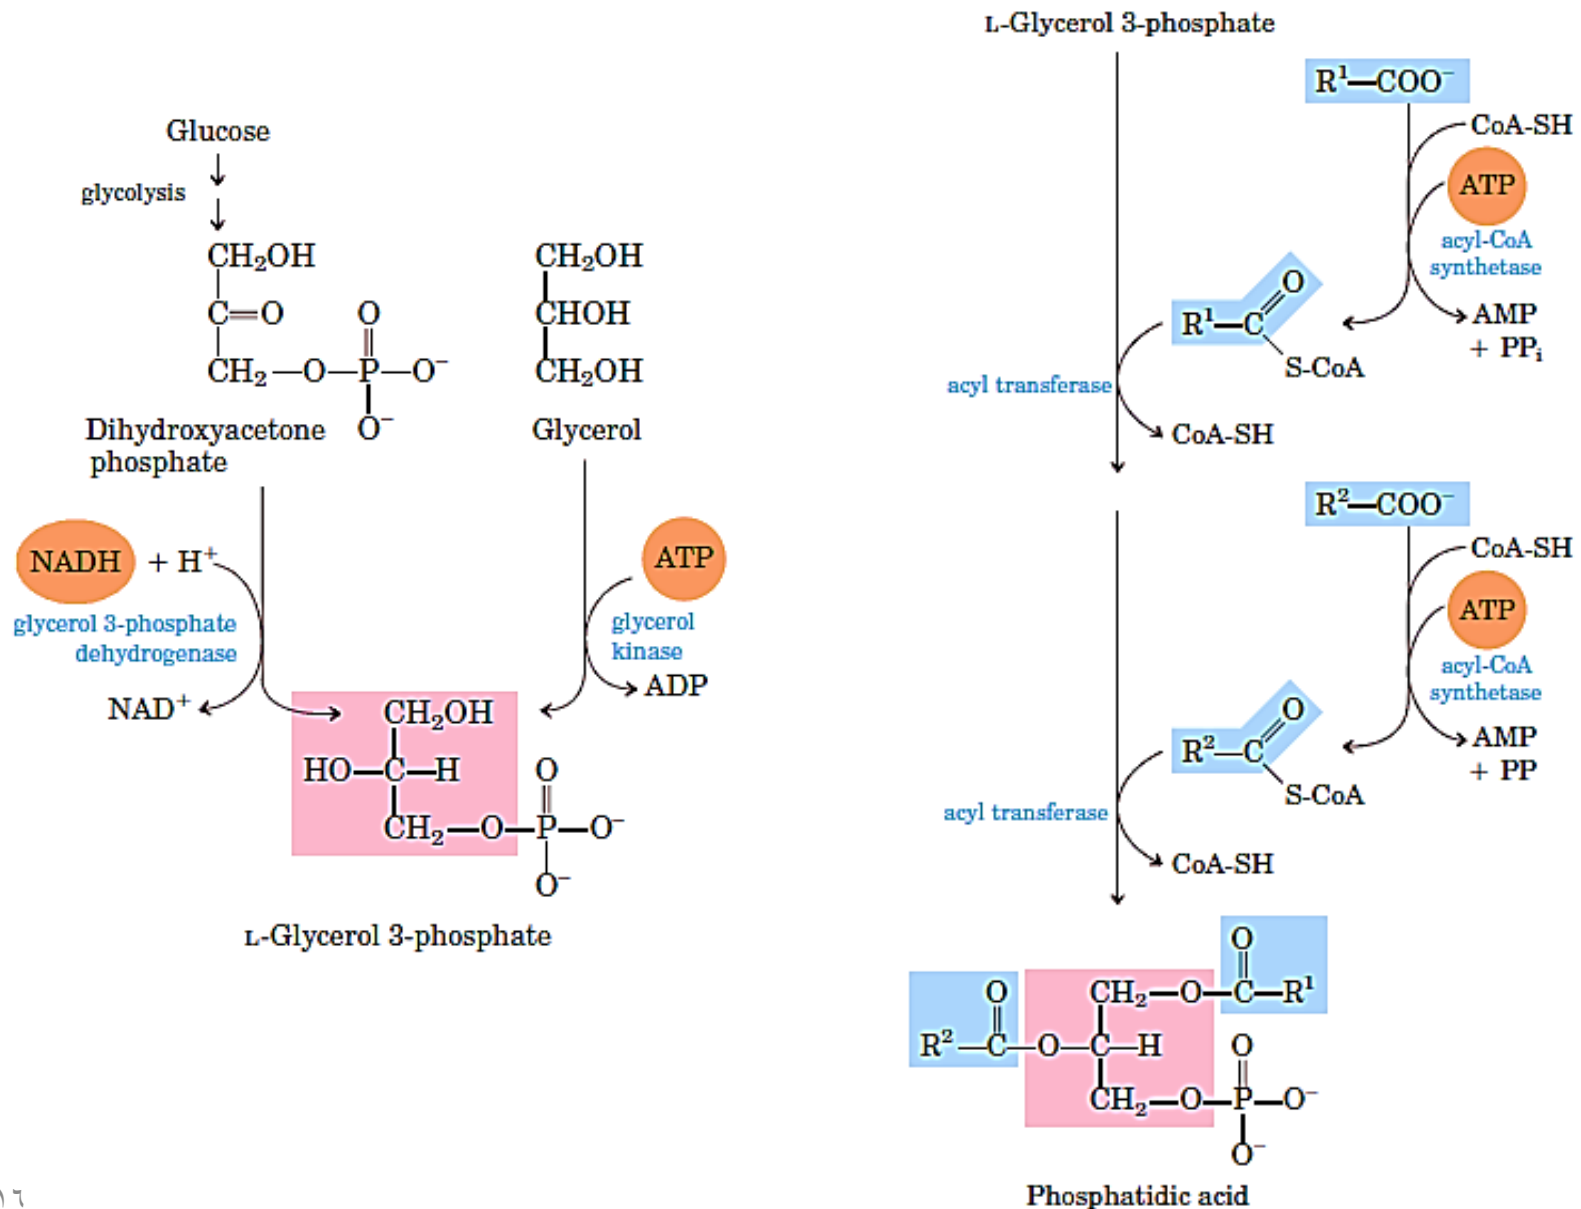 Glucose
glycolysis
CH₂OH
C=O
CH₂—O—P—O⁻
O
O⁻
Dihydroxyacetone
phosphate
CH₂OH
CHOH
CH₂OH
Glycerol
NADH + H⁺
glycerol 3-phosphate
dehydrogenase
NAD⁺
ATP
glycerol
kinase
ADP
CH₂OH
HO—C—H
CH₂—O—P—O⁻
O
O⁻
L-Glycerol 3-phosphate
L-Glycerol 3-phosphate
R¹—COO⁻
CoA-SH
ATP
acyl-CoA
synthetase
AMP
+ PPᵢ
O
R¹—C
S-CoA
acyl transferase
CoA-SH
R²—COO⁻
CoA-SH
ATP
acyl-CoA
synthetase
AMP
+ PP
O
R²—C
S-CoA
acyl transferase
CoA-SH
O
CH₂—O—C—R¹
O
R²—C—O—C—H
O
CH₂—O—P—O⁻
O⁻
Phosphatidic acid